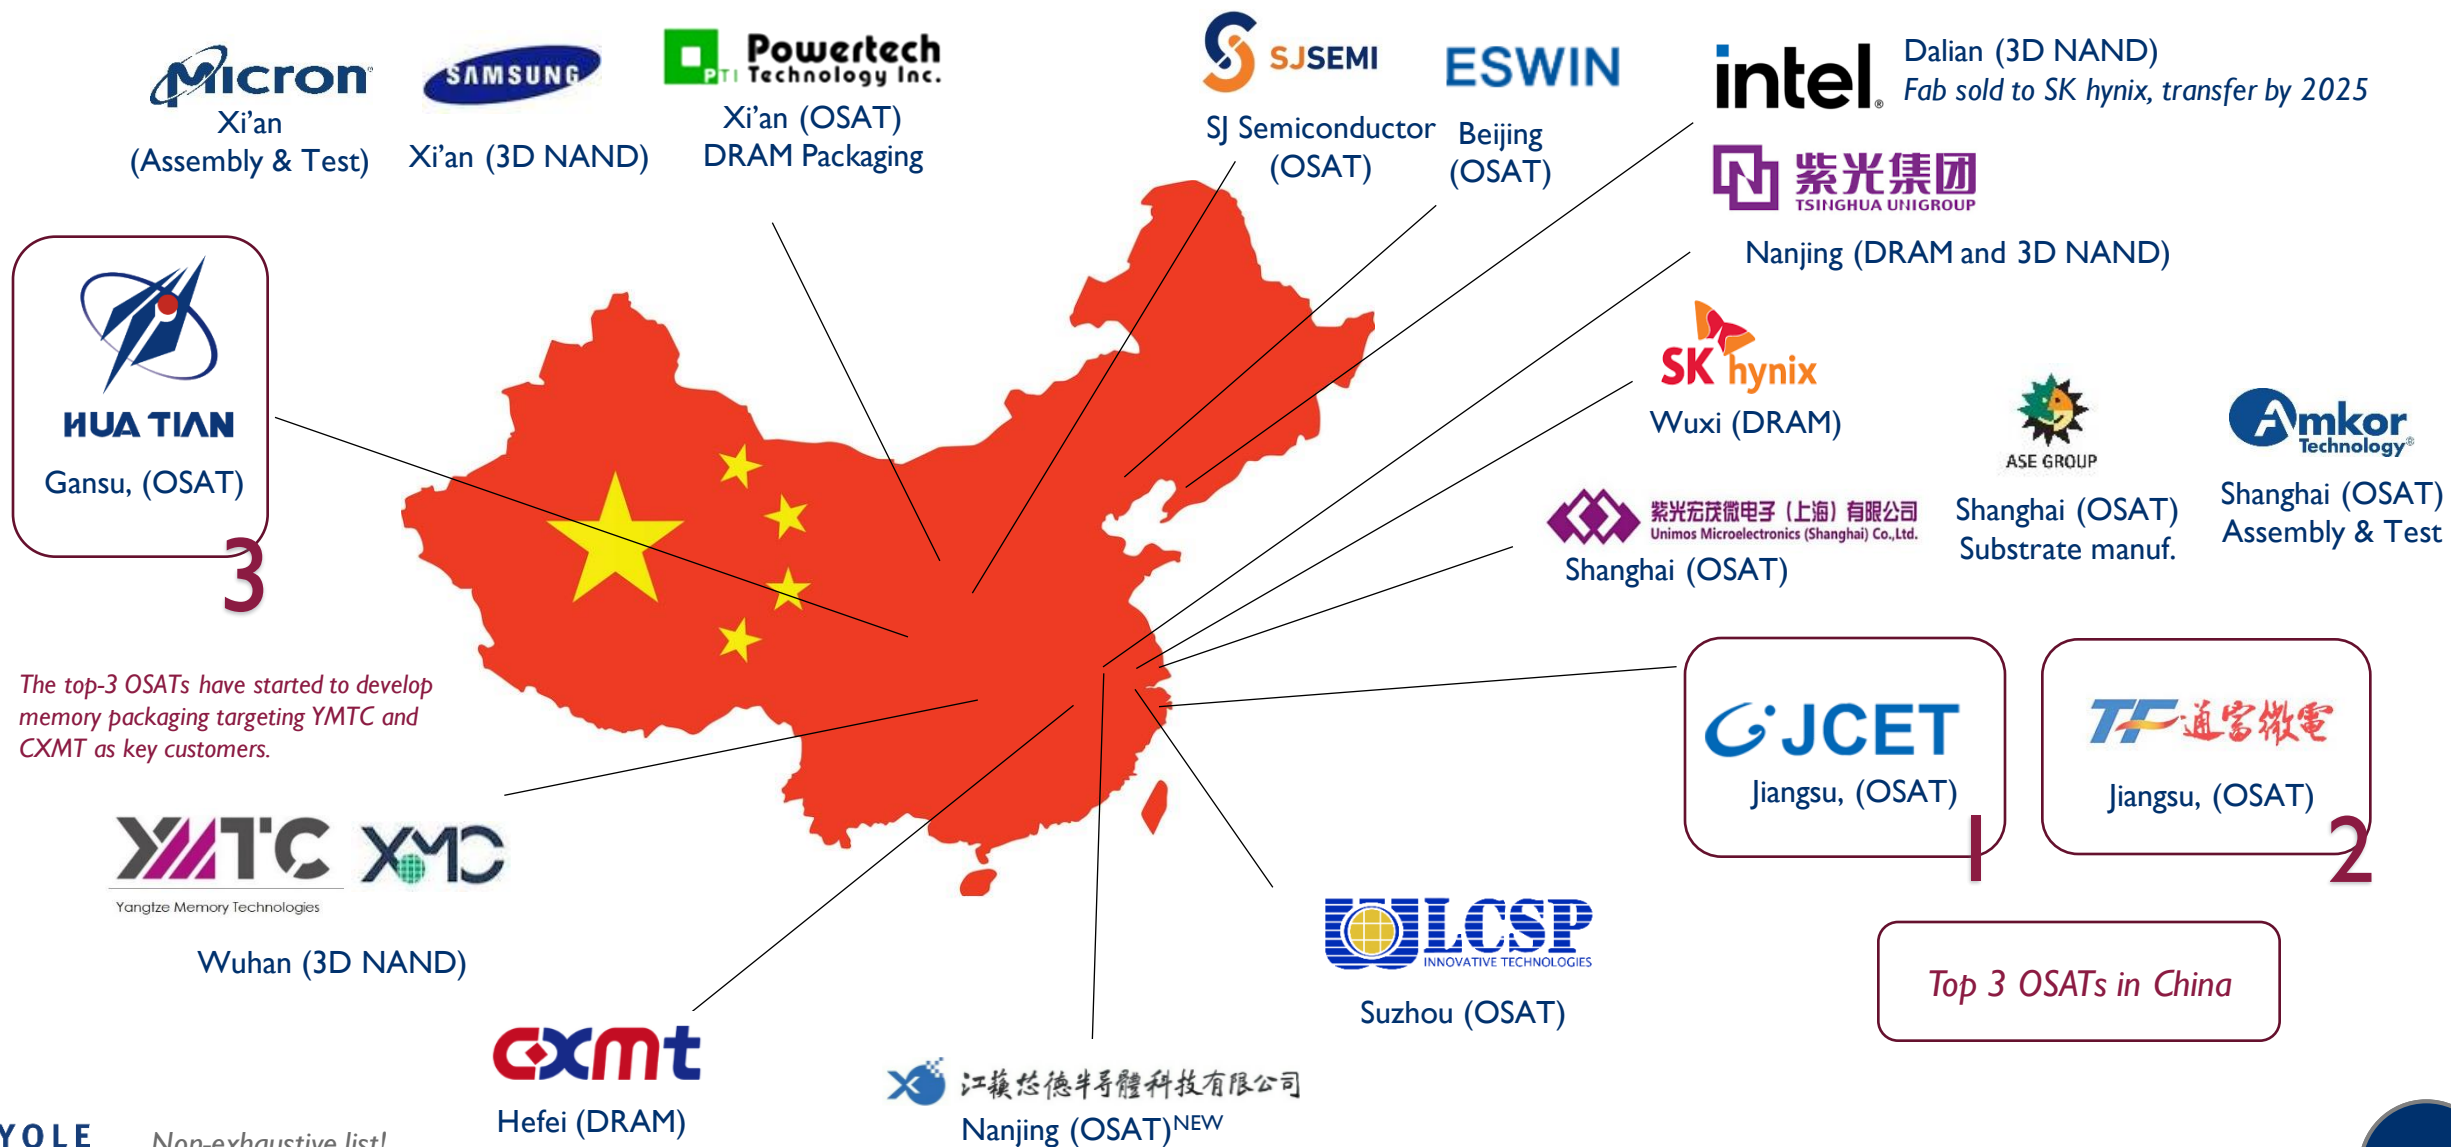 Micron
Xi'an
(Assembly & Test)
SAMSUNG
Xi'an (3D NAND)
PTI
Powertech
Technology Inc.
Xi'an (OSAT)
DRAM Packaging
SJSEMI
SJ Semiconductor
(OSAT)
ESWIN
Beijing
(OSAT)
intel
Dalian (3D NAND)
Fab sold to SK hynix, transfer by 2025
紫光集团
TSINGHUA UNIGROUP
Nanjing (DRAM and 3D NAND)
HUA TIAN
Gansu, (OSAT)
3
SK hynix
Wuxi (DRAM)
ASE GROUP
Shanghai (OSAT)
Substrate manuf.
Amkor
Technology®
Shanghai (OSAT)
Assembly & Test
紫光宏茂微电子（上海）有限公司
Unimos Microelectronics (Shanghai) Co.,Ltd.
Shanghai (OSAT)
The top-3 OSATs have started to develop
memory packaging targeting YMTC and
CXMT as key customers.
JCET
Jiangsu, (OSAT)
1
TF 通富微電
Jiangsu, (OSAT)
2
YMTC
Yangtze Memory Technologies
XMC
Wuhan (3D NAND)
WLCSP
INNOVATIVE TECHNOLOGIES
Suzhou (OSAT)
Top 3 OSATs in China
cxmt
Hefei (DRAM)
江蘇芯德半导體科技有限公司
Nanjing (OSAT)NEW
YOLE
Non-exhaustive list!